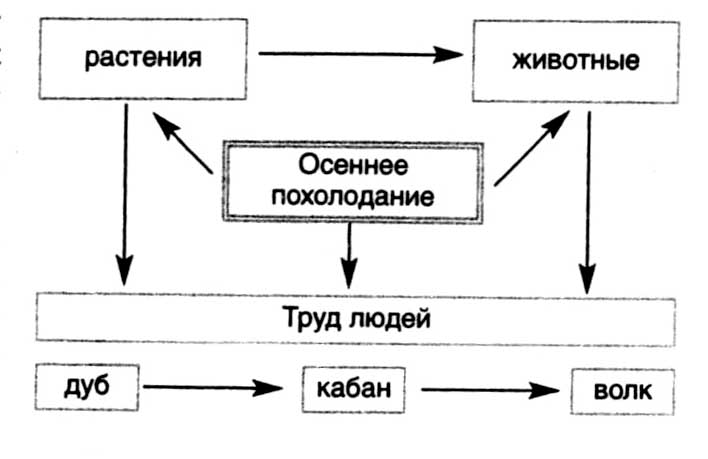 растения
животные
Осеннее
похолодание
Труд людей
дуб
кабан
волк